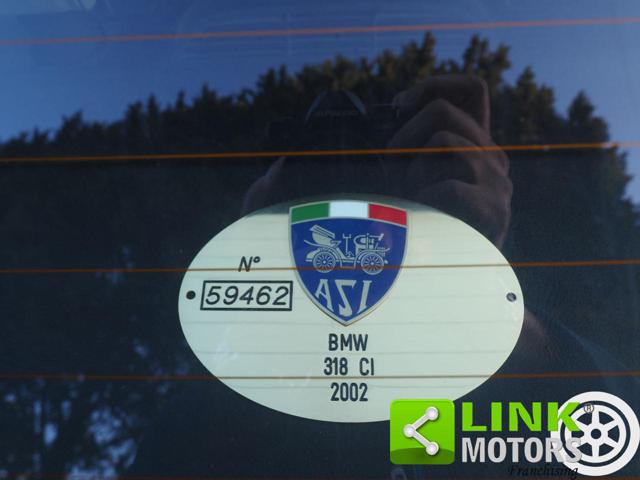 N°
59462
ASI
BMW
318 CI
2002
LINK
MOTORS
®
Franchising